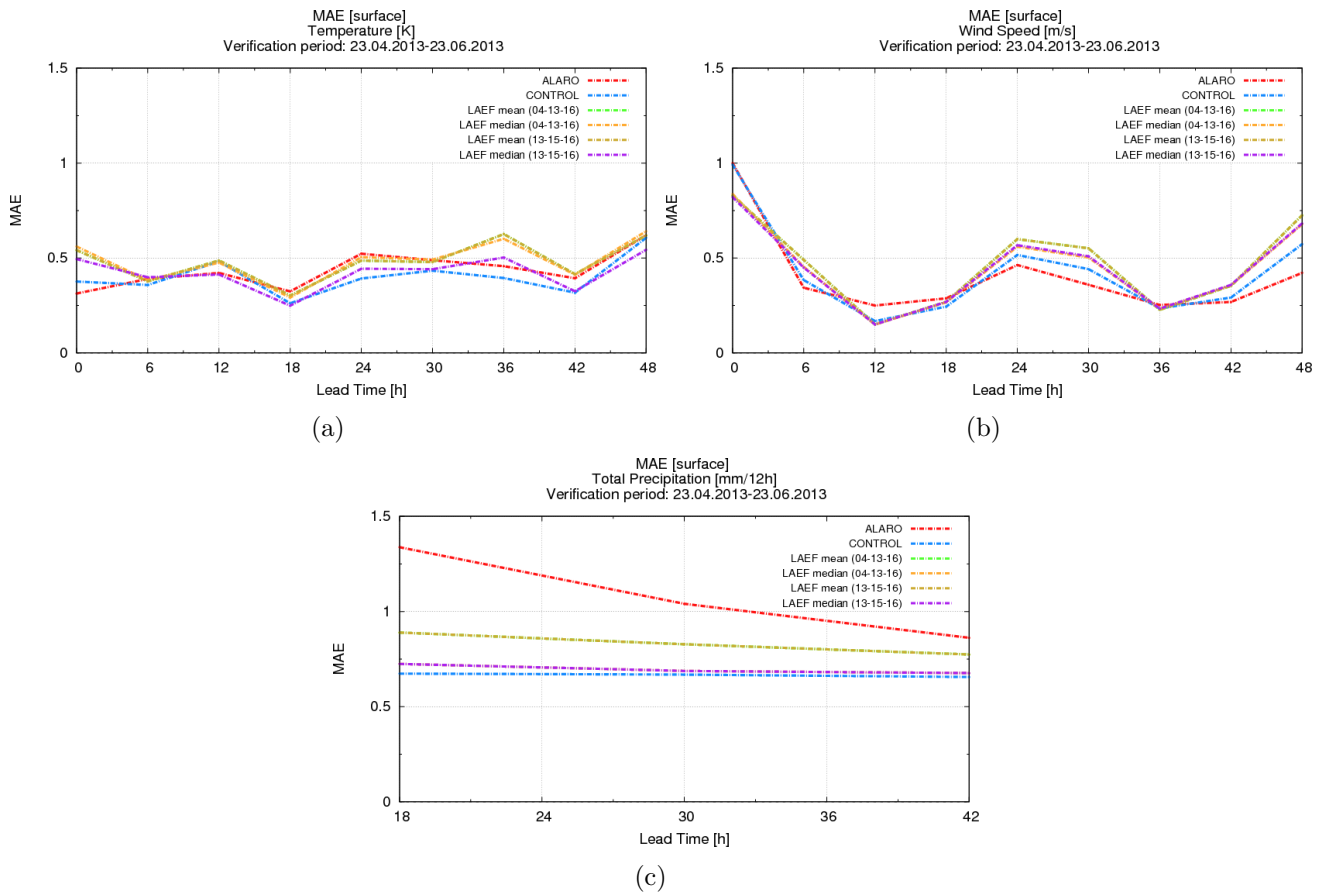 MAE [surface]
Temperature [K]
Verification period: 23.04.2013-23.06.2013
1.5
1
0.5
0
MAE
ALARO
CONTROL
LAEF mean (04-13-16)
LAEF median (04-13-16)
LAEF mean (13-15-16)
LAEF median (13-15-16)
0 6 12 18 24 30 36 42 48
Lead Time [h]
(a)
MAE [surface]
Wind Speed [m/s]
Verification period: 23.04.2013-23.06.2013
1.5
1
0.5
0
MAE
ALARO
CONTROL
LAEF mean (04-13-16)
LAEF median (04-13-16)
LAEF mean (13-15-16)
LAEF median (13-15-16)
0 6 12 18 24 30 36 42 48
Lead Time [h]
(b)
MAE [surface]
Total Precipitation [mm/12h]
Verification period: 23.04.2013-23.06.2013
1.5
1
0.5
0
MAE
ALARO
CONTROL
LAEF mean (04-13-16)
LAEF median (04-13-16)
LAEF mean (13-15-16)
LAEF median (13-15-16)
18 24 30 36 42
Lead Time [h]
(c)